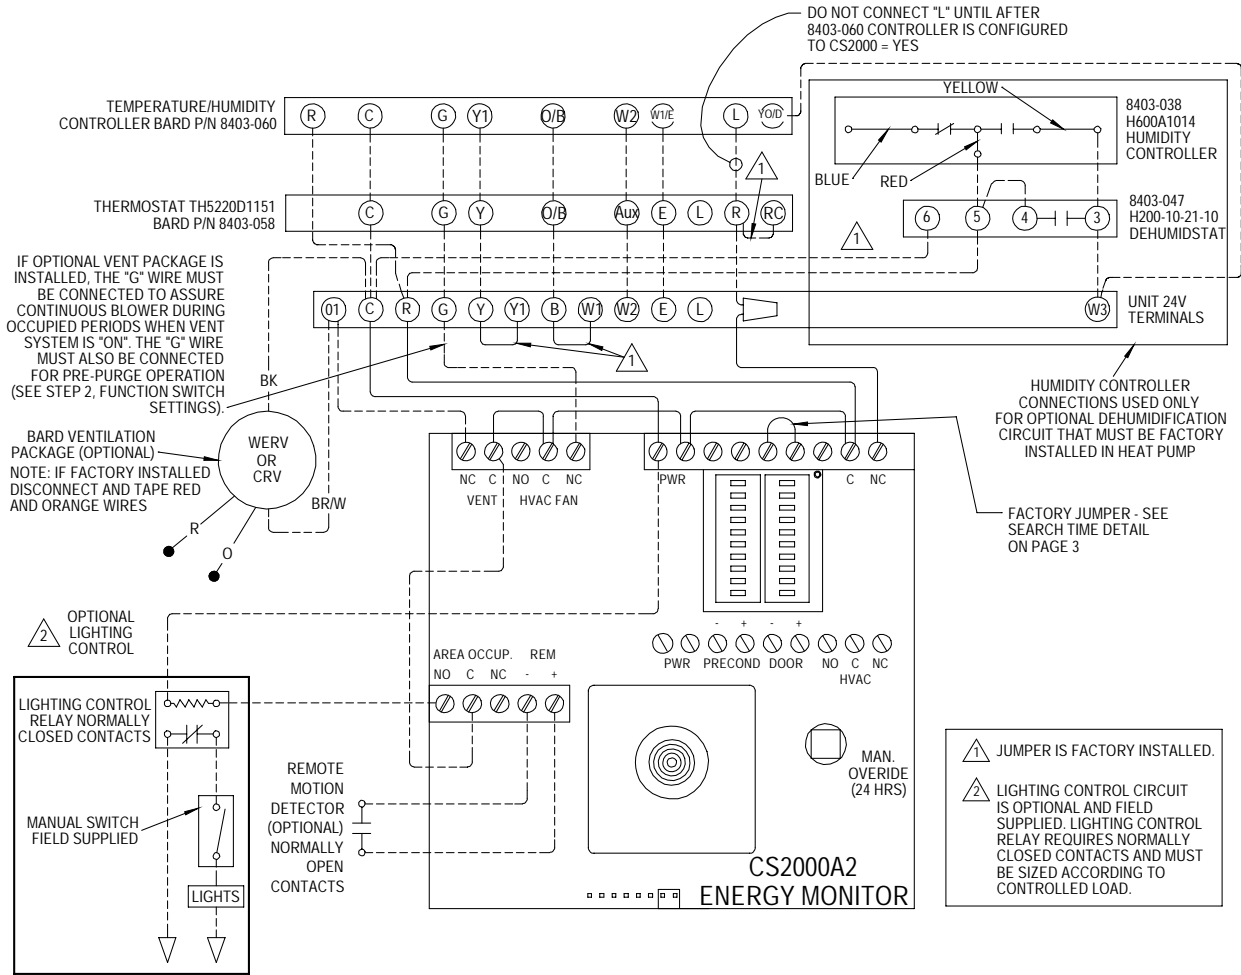 DO NOT CONNECT "L" UNTIL AFTER
8403-060 CONTROLLER IS CONFIGURED
TO CS2000 = YES
TEMPERATURE/HUMIDITY
CONTROLLER BARD P/N 8403-060
R C G Y1 O/B W2 W1/E L YO/D
YELLOW
BLUE
RED
8403-038
H600A1014
HUMIDITY
CONTROLLER
1
THERMOSTAT TH5220D1151
BARD P/N 8403-058
C G Y O/B Aux E L R RC
6 5 4 3
8403-047
H200-10-21-10
DEHUMIDSTAT
1
IF OPTIONAL VENT PACKAGE IS
INSTALLED, THE "G" WIRE MUST
BE CONNECTED TO ASSURE
CONTINUOUS BLOWER DURING
OCCUPIED PERIODS WHEN VENT
SYSTEM IS "ON". THE "G" WIRE
MUST ALSO BE CONNECTED
FOR PRE-PURGE OPERATION
(SEE STEP 2, FUNCTION SWITCH
SETTINGS).
01 C R G Y Y1 B W1 W2 E L W3
UNIT 24V
TERMINALS
1
HUMIDITY CONTROLLER
CONNECTIONS USED ONLY
FOR OPTIONAL DEHUMIDIFICATION
CIRCUIT THAT MUST BE FACTORY
INSTALLED IN HEAT PUMP
BK
BARD VENTILATION
PACKAGE (OPTIONAL)
NOTE: IF FACTORY INSTALLED
DISCONNECT AND TAPE RED
AND ORANGE WIRES
WERV
OR
CRV
BR/W
R
O
NC C NO C NC
VENT HVAC FAN
PWR C NC
FACTORY JUMPER - SEE
SEARCH TIME DETAIL
ON PAGE 3
2
OPTIONAL
LIGHTING
CONTROL
- + - +
PWR PRECOND DOOR NO C NC
HVAC
AREA OCCUP. REM
NO C NC - +
LIGHTING CONTROL
RELAY NORMALLY
CLOSED CONTACTS
MANUAL SWITCH
FIELD SUPPLIED
LIGHTS
REMOTE
MOTION
DETECTOR
(OPTIONAL)
NORMALLY
OPEN
CONTACTS
MAN.
OVERIDE
(24 HRS)
CS2000A2
ENERGY MONITOR
1 JUMPER IS FACTORY INSTALLED.
2 LIGHTING CONTROL CIRCUIT
IS OPTIONAL AND FIELD
SUPPLIED. LIGHTING CONTROL
RELAY REQUIRES NORMALLY
CLOSED CONTACTS AND MUST
BE SIZED ACCORDING TO
CONTROLLED LOAD.